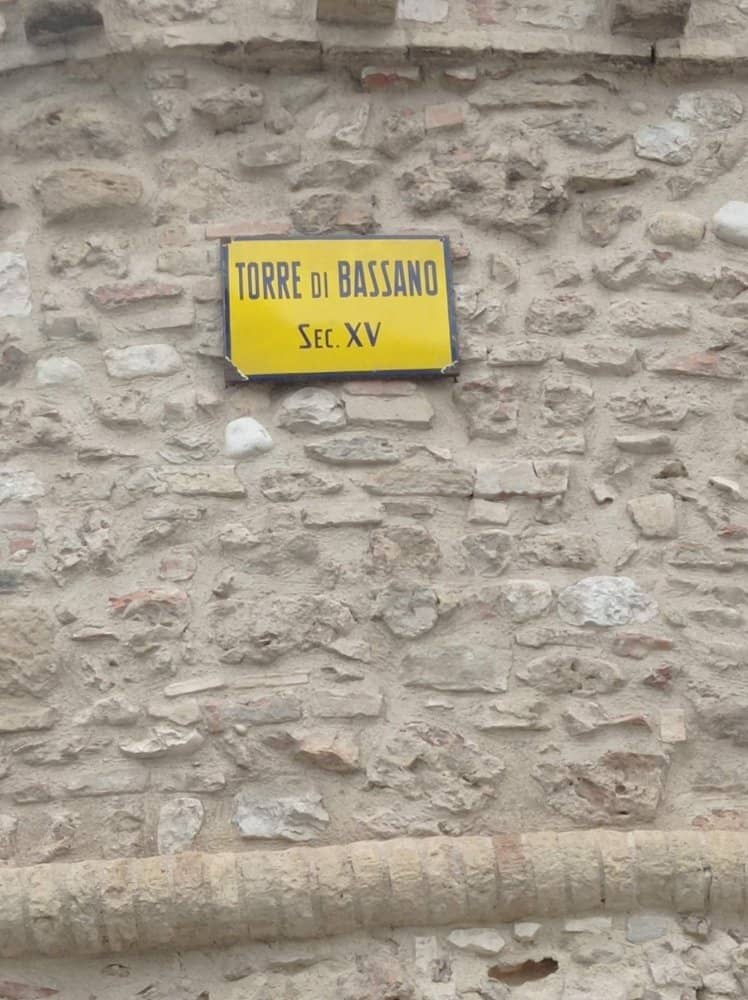 TORRE DI BASSANO
SEC. XV